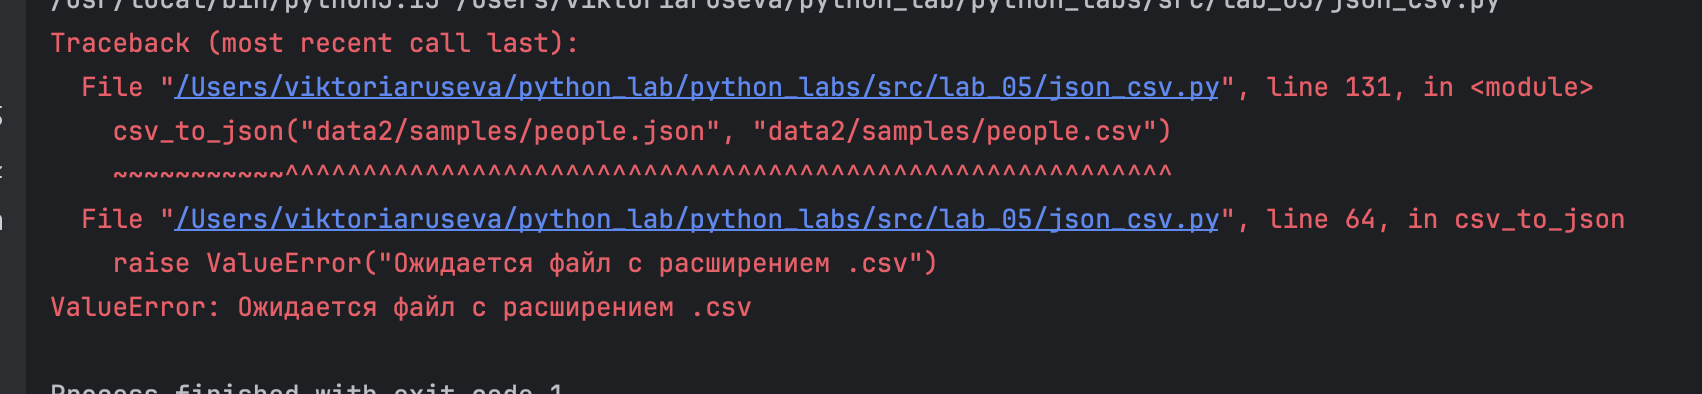 /usr/local/bin/python3.13 /Users/viktoriaruseva/python_lab/python_labs/src/lab_05/json_csv.py
Traceback (most recent call last):
  File "/Users/viktoriaruseva/python_lab/python_labs/src/lab_05/json_csv.py", line 131, in <module>
    csv_to_json("data2/samples/people.json", "data2/samples/people.csv")
    ~~~~~~~~~~~^^^^^^^^^^^^^^^^^^^^^^^^^^^^^^^^^^^^^^^^^^^^^^^^^^^^^^^^^
  File "/Users/viktoriaruseva/python_lab/python_labs/src/lab_05/json_csv.py", line 64, in csv_to_json
    raise ValueError("Ожидается файл с расширением .csv")
ValueError: Ожидается файл с расширением .csv
Process finished with exit code 1